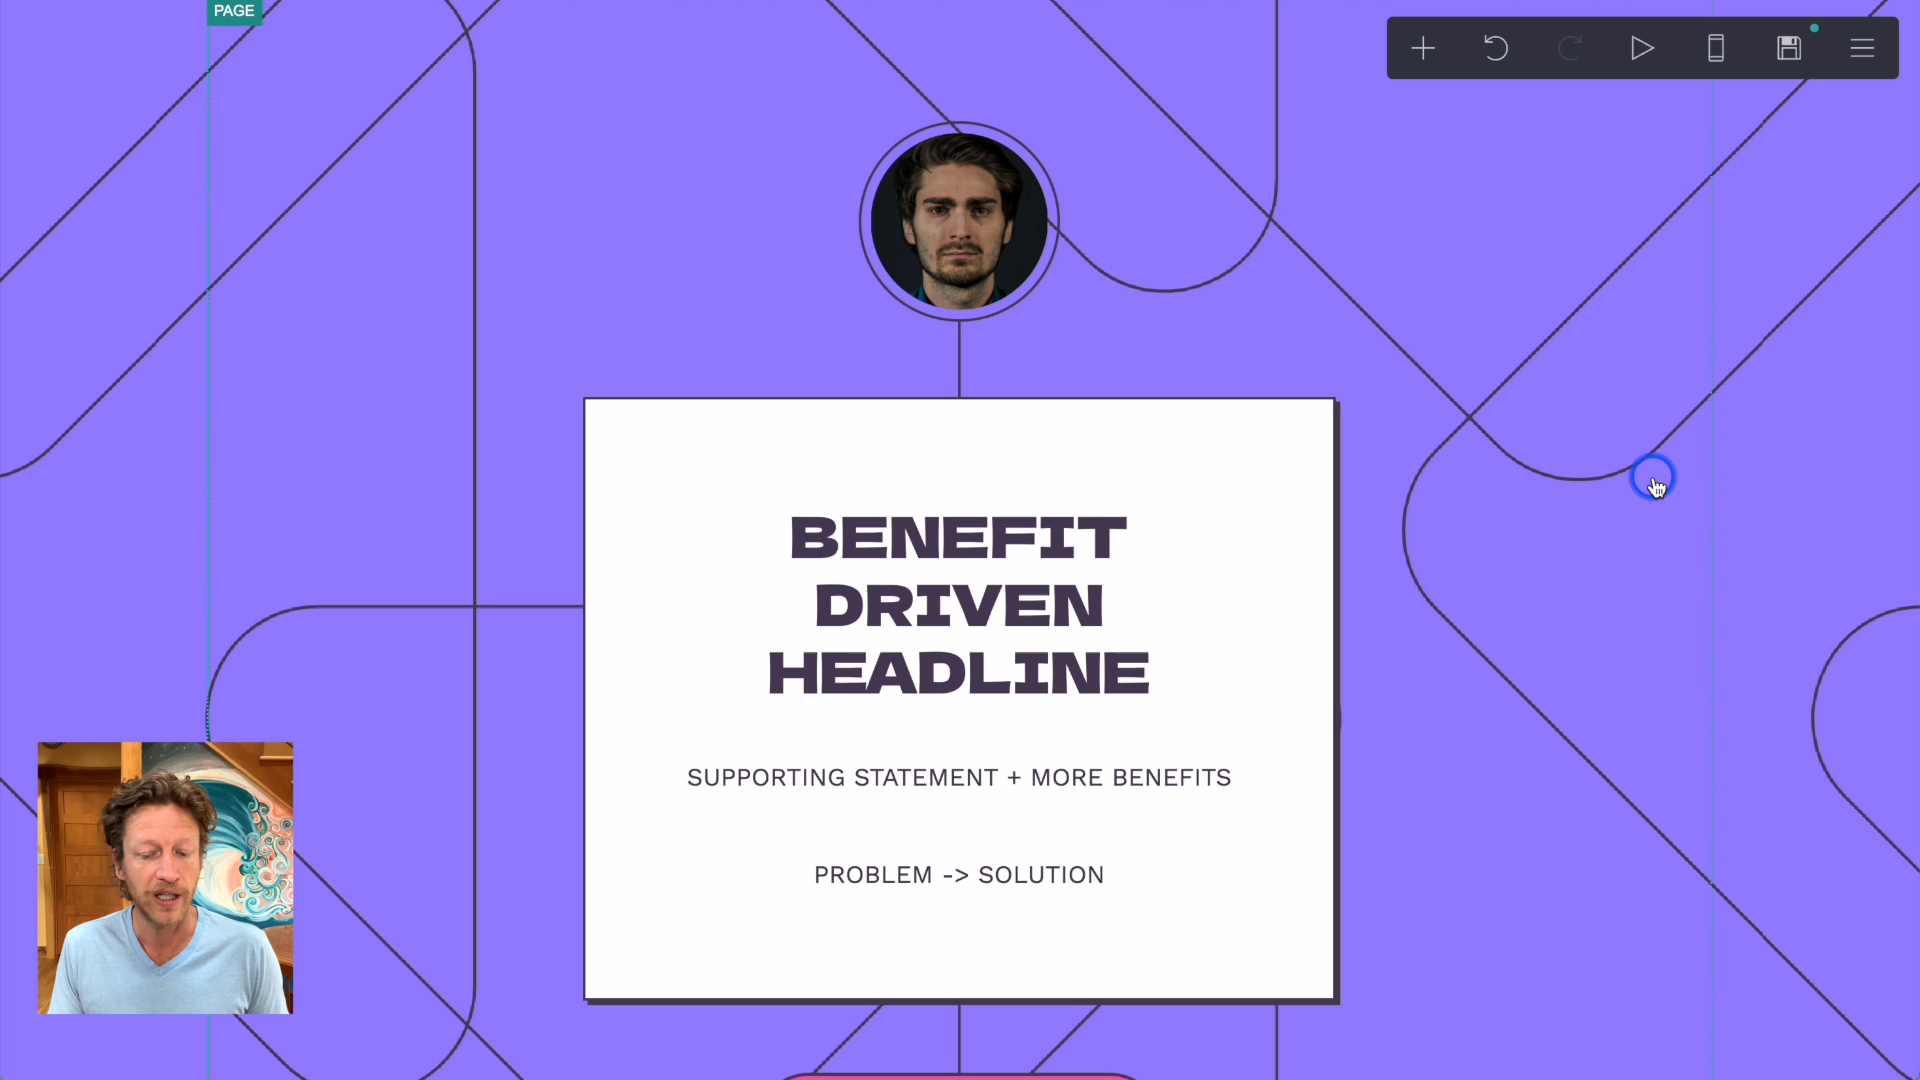 PAGE
BENEFIT
DRIVEN
HEADLINE
SUPPORTING STATEMENT + MORE BENEFITS
PROBLEM -> SOLUTION